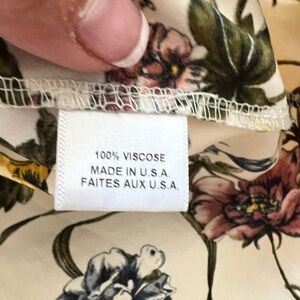 100% VISCOSE
MADE IN U.S.A.
FAITES AUX U.S.A.